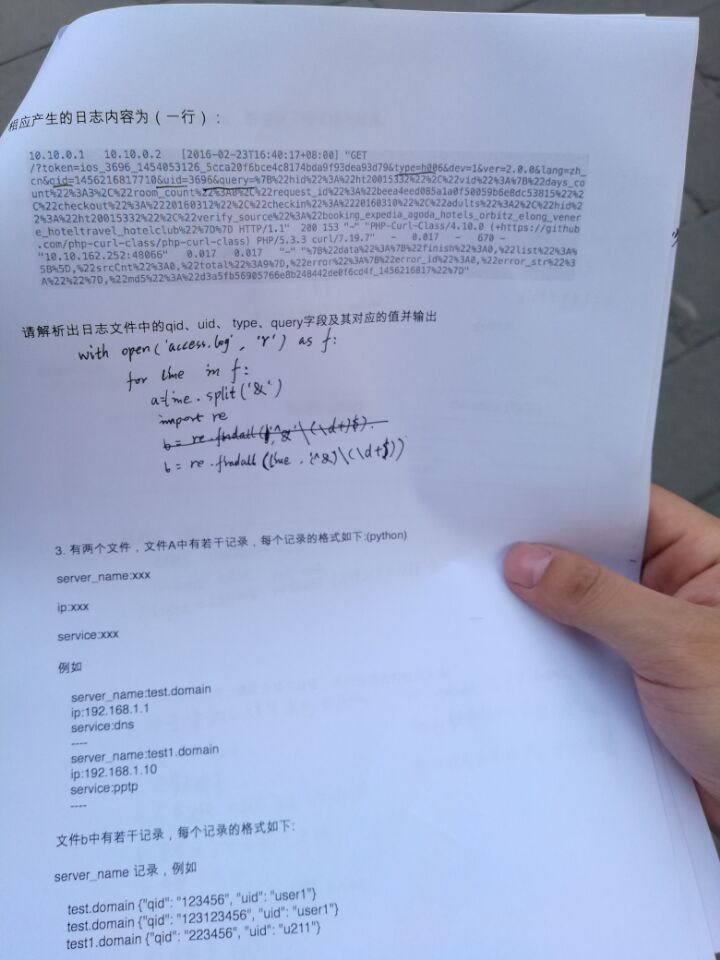 相应产生的日志内容为（一行）：
10.10.0.1 10.10.0.2 [2016-02-23T16:40:17+08:00] "GET
/?token=ios_3696_1454053126_5cca20f6bce4c8174bda9f93dea93d79&type=h006&dev=1&ver=2.0.0&lang=zh_
cn&qid=1456216817710&uid=3696&query=%7B%22hid%22%3A%22ht20015332%22%2C%22vid%22%3A%7B%22days_co
unt%22%3A3%2C%22room_count%22%3A0%2C%22request_id%22%3A%22bea4eed085a1a0f50059b6e8dc53815%22%2
C%22checkout%22%3A%2220160312%22%2C%22checkin%22%3A%2220160310%22%2C%22adults%22%3A2%2C%22hid%2
2%3A%22ht20015332%22%2C%22verify_source%22%3A%22booking_expedia_agoda_hotels_orbitz_elong_vener
e_hoteltravel_hotelclub%22%7D%7D HTTP/1.1" 200 153 "-" "PHP-Curl-Class/4.10.0 (+https://github
.com/php-curl-class/php-curl-class) PHP/5.3.3 curl/7.19.7" - 0.017 - 670 -
"10.10.162.252:48066" 0.017 0.017 "-" "%7B%22data%22%3A%7B%22finish%22%3A0,%22list%22%3A%
5B%5D,%22srcCnt%22%3A0,%22total%22%3A9%7D,%22error%22%3A%7B%22error_id%22%3A0,%22error_str%22%3
A%22%22%7D,%22md5%22%3A%22d3a5fb56905766e8b248442de0f6cd4f_1456216817%22%7D"
请解析出日志文件中的qid、uid、 type、query字段及其对应的值并输出
with open('access.log', 'r') as f:
for line in f:
a=line.split('&')
import re
b = re.findall
b = re.findall(line
3. 有两个文件，文件A中有若干记录，每个记录的格式如下:(python)
server_name:xxx
ip:xxx
service:xxx
例如
server_name:test.domain
ip:192.168.1.1
service:dns
----
server_name:test1.domain
ip:192.168.1.10
service:pptp
----
文件b中有若干记录，每个记录的格式如下:
server_name 记录，例如
test.domain {"qid": "123456", "uid": "user1"}
test.domain {"qid": "123123456", "uid": "user1"}
test1.domain {"qid": "223456", "uid": "u211"}